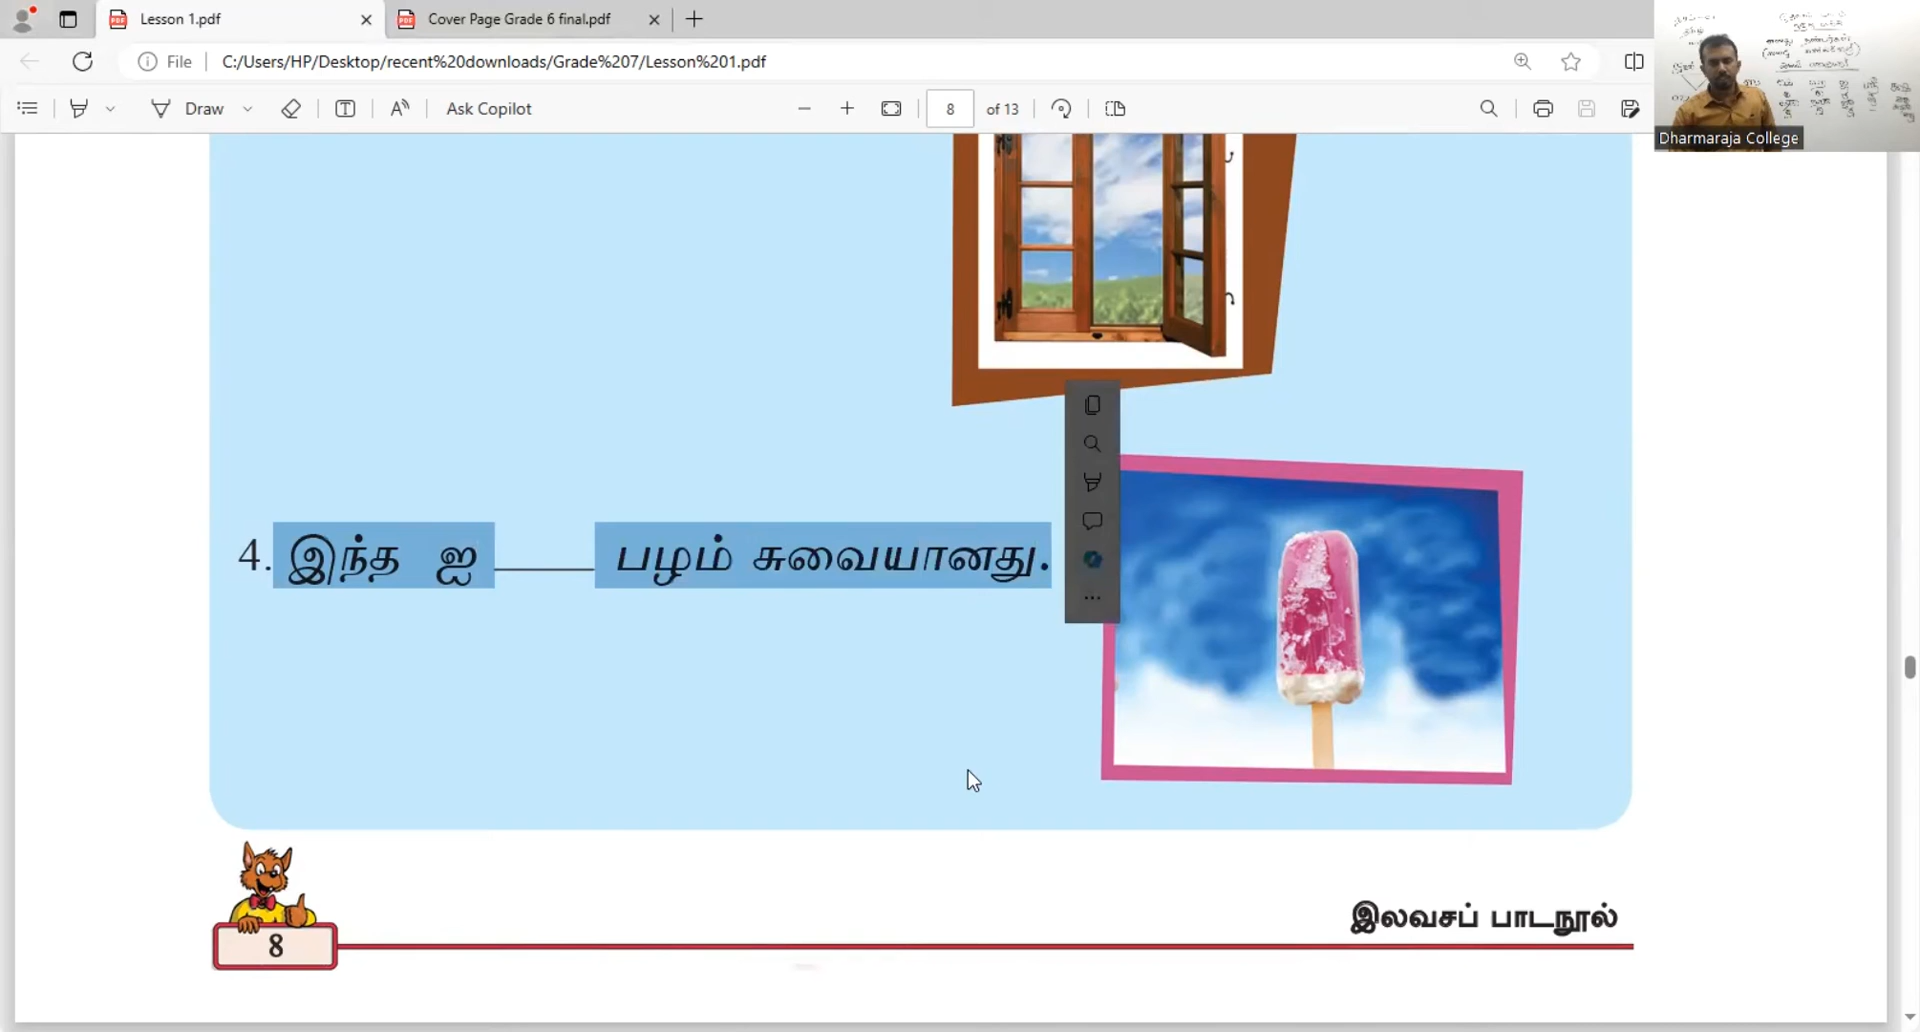 Lesson 1.pdf
Cover Page Grade 6 final.pdf
File
C:/Users/HP/Desktop/recent%20downloads/Grade%207/Lesson%201.pdf
Draw
Ask Copilot
8 of 13
Dharmaraja College
4. இந்த ஐ______ பழம் சுவையானது.
8
இலவசப் பாடநூல்